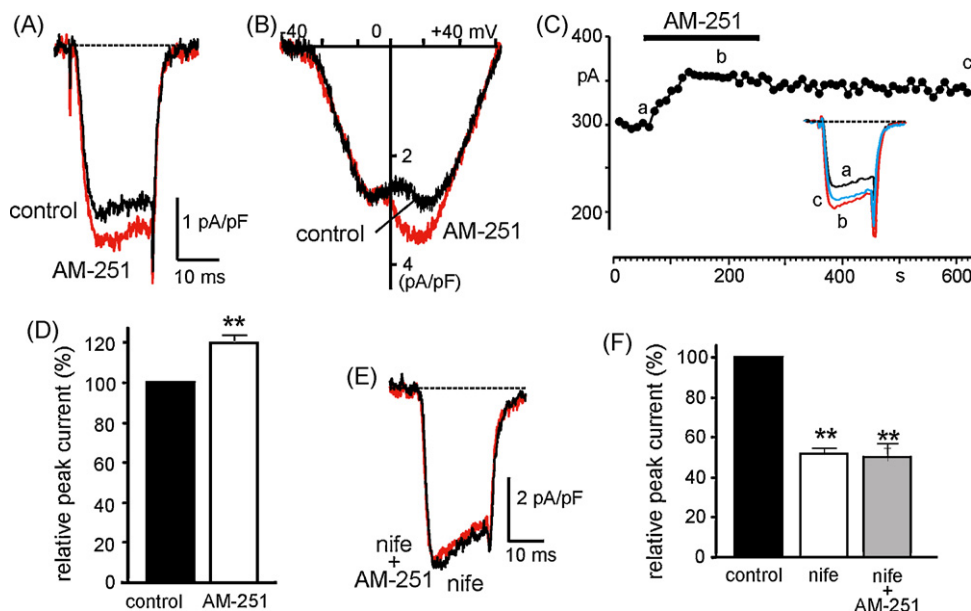 (A)
control
AM-251
1 pA/pF
10 ms
(B)
-40
0
+40 mV
2
control
AM-251
4
(pA/pF)
(C)
AM-251
400
pA
300
200
a
b
c
a
c
b
0
200
400
s
600
(D)
relative peak current (%)
120
100
80
60
40
20
0
**
control
AM-251
(E)
nife
+
AM-251
nife
2 pA/pF
10 ms
(F)
relative peak current (%)
100
80
60
40
20
0
**
**
control
nife
nife
+
AM-251